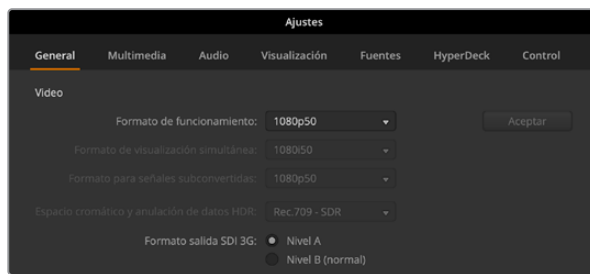 Ajustes
General Multimedia Audio Visualización Fuentes HyperDeck Control
Video
Formato de funcionamiento: 1080p50 Aceptar
Formato de visualización simultánea: 1080i50
Formato para señales subconvertidas: 1080p50
Espacio cromático y anulación de datos HDR: Rec.709 - SDR
Formato salida SDI 3G: Nivel A
Nivel B (normal)